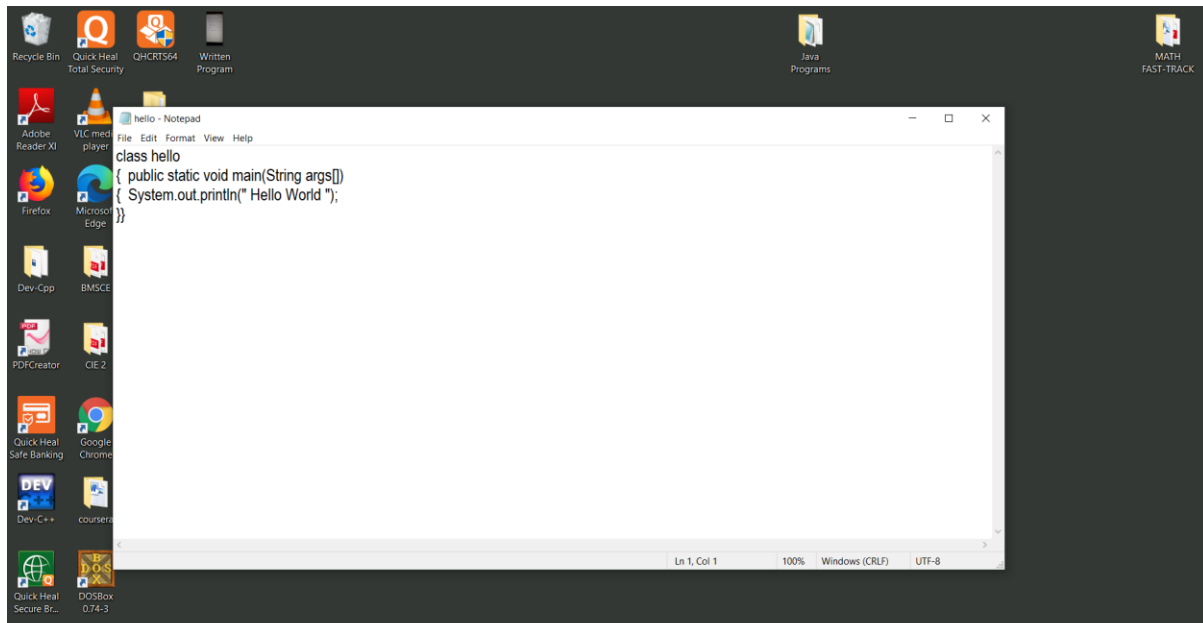 Recycle Bin
Quick Heal
Total Security
QHCRTS64
Written
Program
Java
Programs
MATH
FAST-TRACK
Adobe
Reader XI
VLC medi
player
Firefox
Microsof
Edge
Dev-Cpp
BMSCE
PDF
PDFCreator
CIE 2
Quick Heal
Safe Banking
Google
Chrome
DEV
C++
Dev-C++
coursera
Quick Heal
Secure Br...
DOSBox
0.74-3
hello - Notepad
File Edit Format View Help
class hello
{ public static void main(String args[])
{ System.out.println(" Hello World ");
}}
Ln 1, Col 1 100% Windows (CRLF) UTF-8